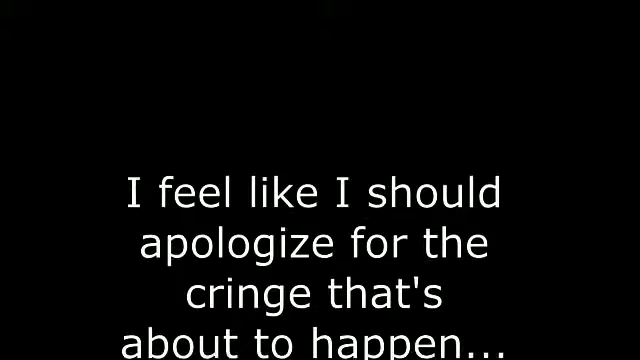 I feel like I should
apologize for the
cringe that's
about to happen...